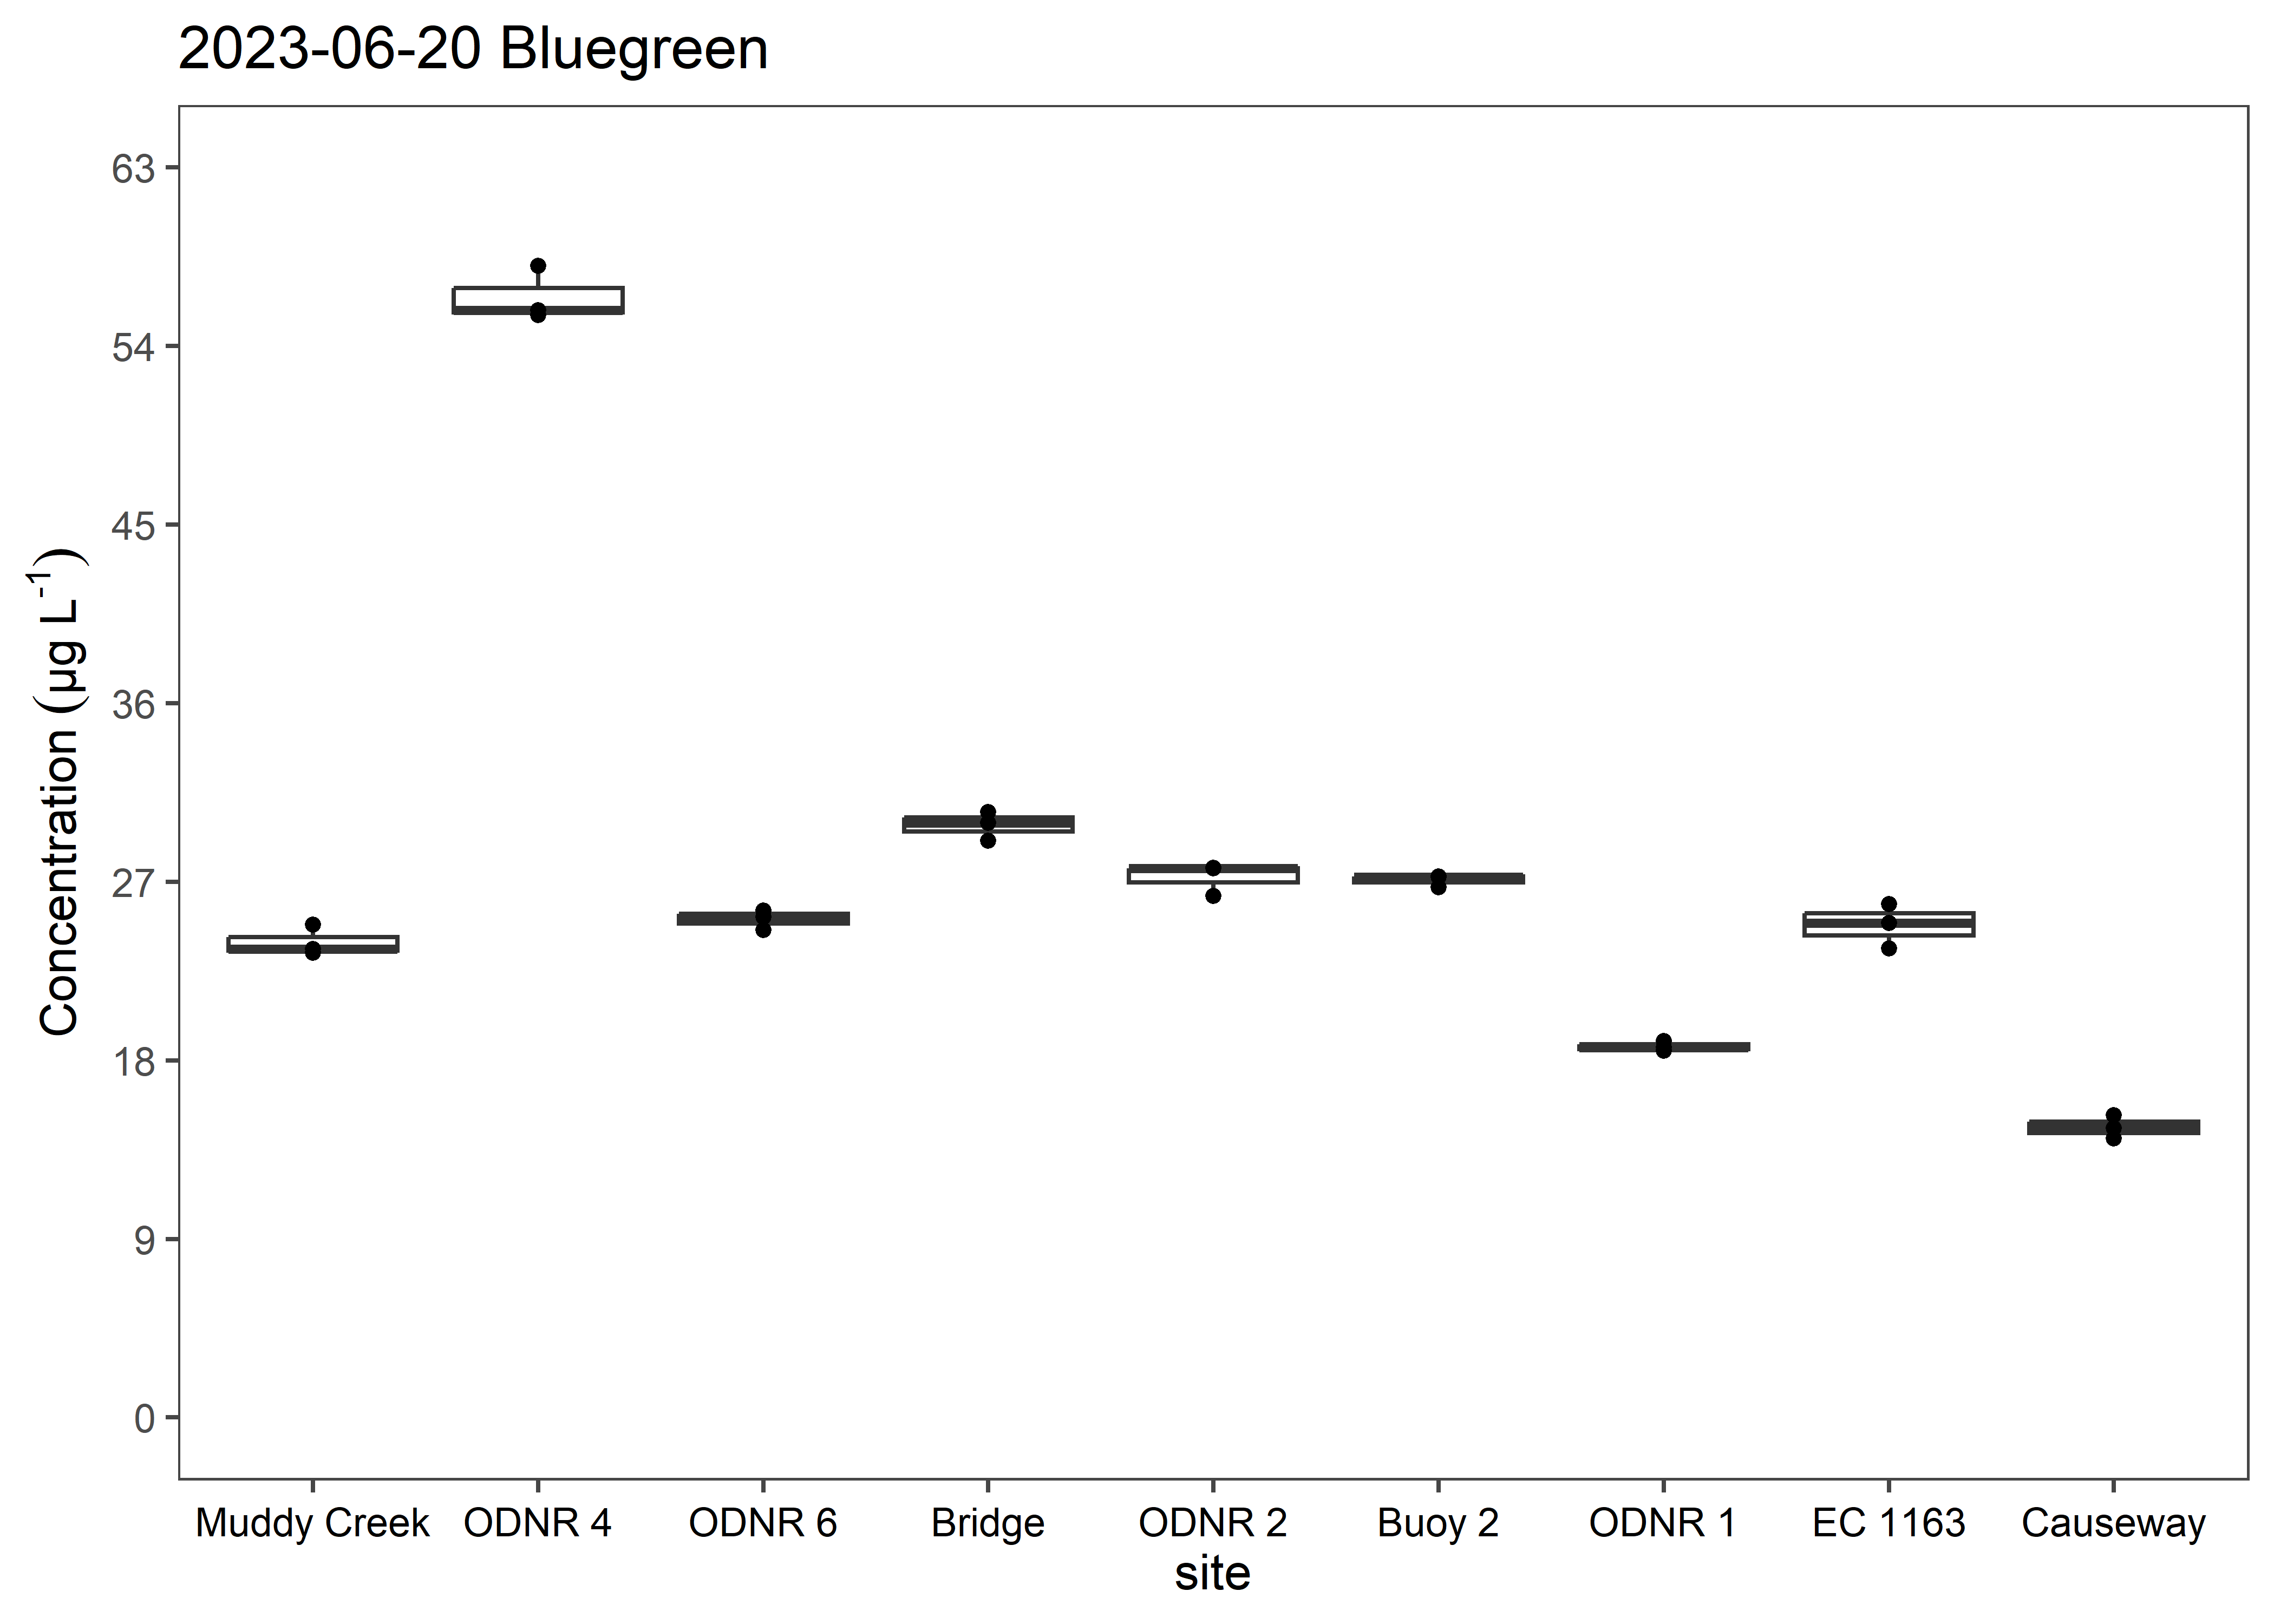 2023-06-20 Bluegreen
63
54
45
36
27
18
9
0
Concentration (µg L⁻¹)
Muddy Creek ODNR 4 ODNR 6 Bridge ODNR 2 Buoy 2 ODNR 1 EC 1163 Causeway
site